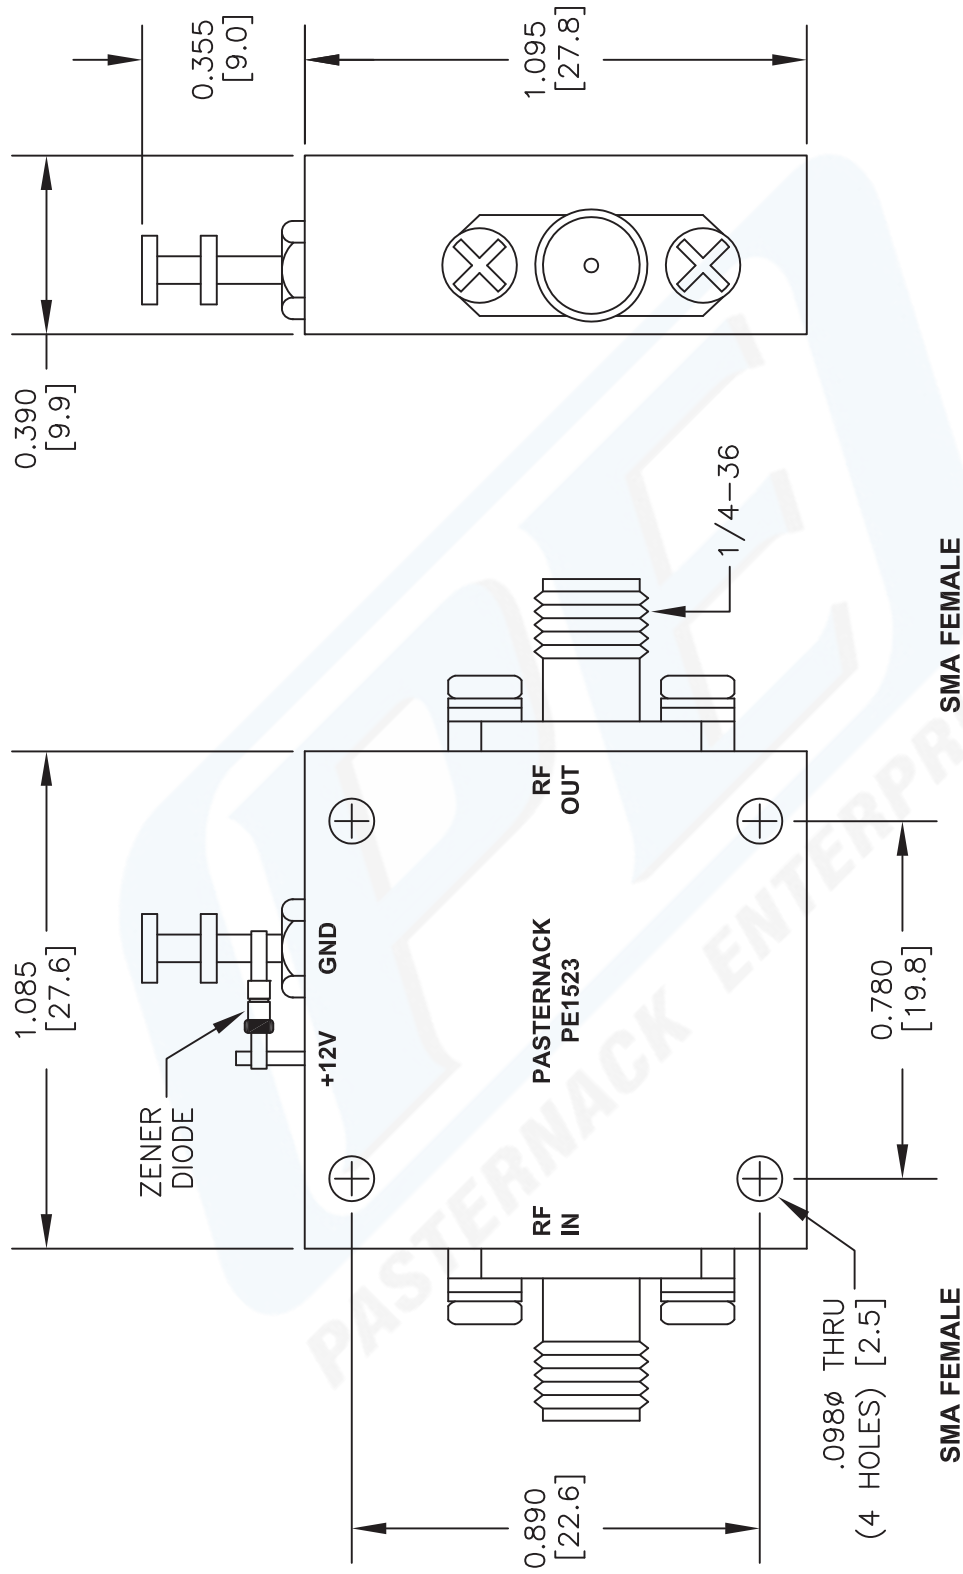 1.085
[27.6]
0.390
[9.9]
0.355
[9.0]
ZENER
DIODE
+12V
GND
1.095
[27.8]
0.890
[22.6]
RF
IN
PASTERNACK
PE1523
RF
OUT
1/4-36
.098ø THRU
(4 HOLES) [2.5]
0.780
[19.8]
SMA FEMALE
SMA FEMALE
PE
PASTERNACK ENTERPR